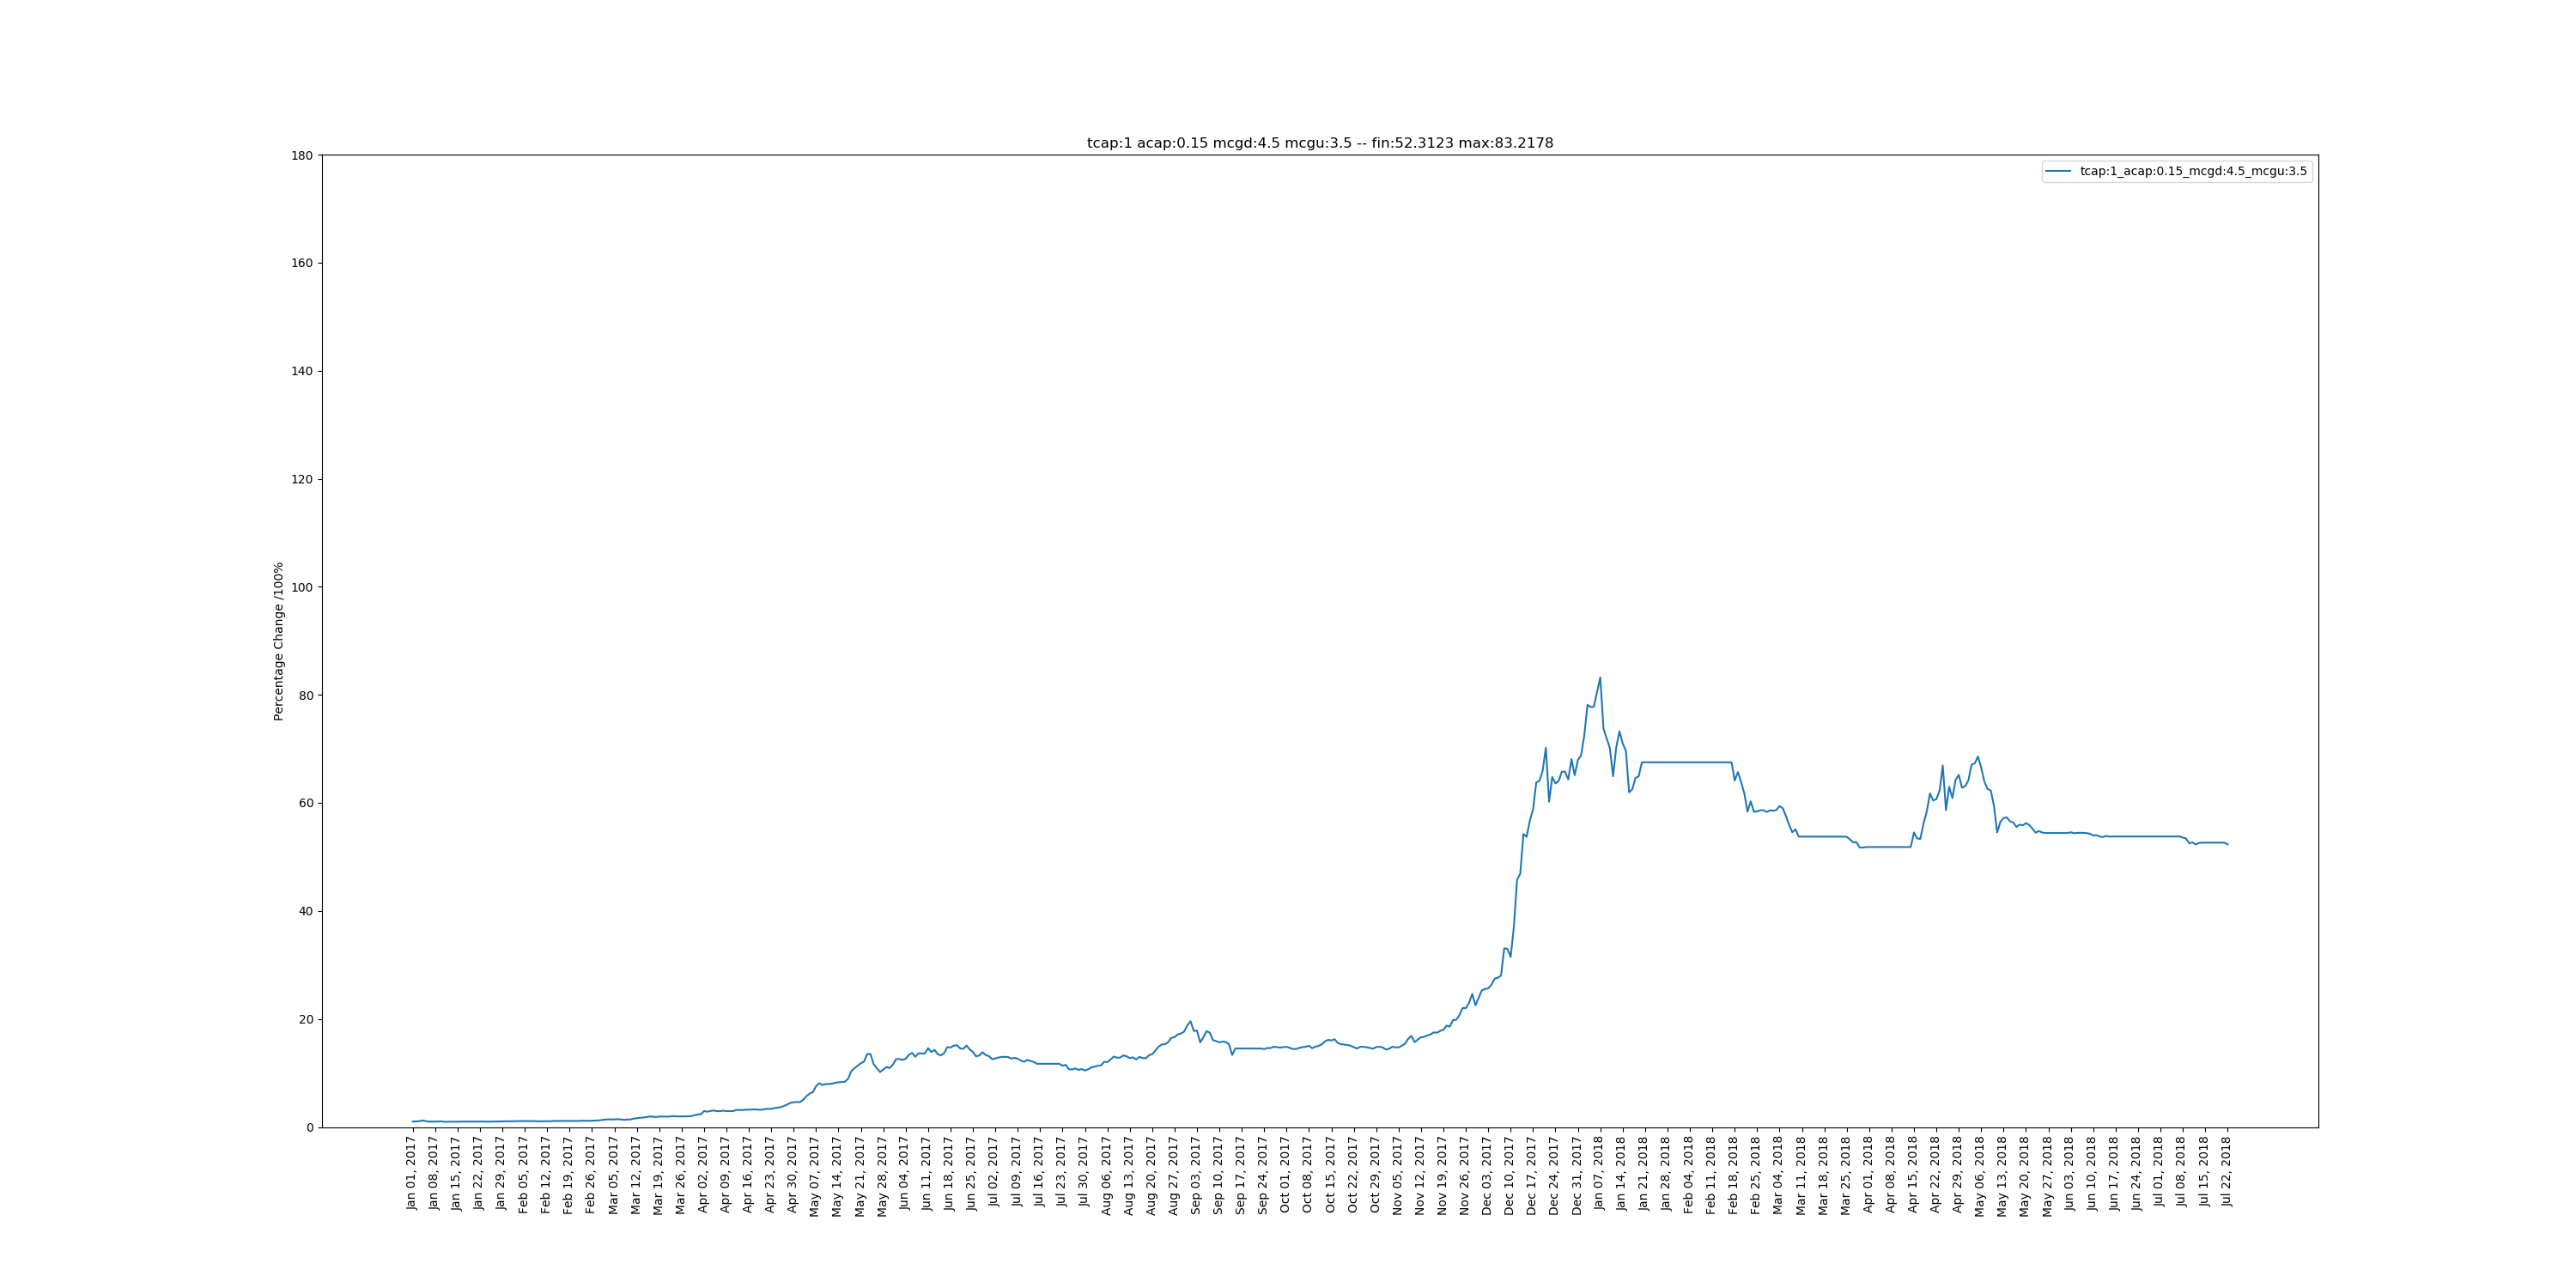 tcap:1 acap:0.15 mcgd:4.5 mcgu:3.5 -- fin:52.3123 max:83.2178
tcap:1_acap:0.15_mcgd:4.5_mcgu:3.5
Percentage Change /100%
180
160
140
120
100
80
60
40
20
0
Jan 01, 2017
Jan 08, 2017
Jan 15, 2017
Jan 22, 2017
Jan 29, 2017
Feb 05, 2017
Feb 12, 2017
Feb 19, 2017
Feb 26, 2017
Mar 05, 2017
Mar 12, 2017
Mar 19, 2017
Mar 26, 2017
Apr 02, 2017
Apr 09, 2017
Apr 16, 2017
Apr 23, 2017
Apr 30, 2017
May 07, 2017
May 14, 2017
May 21, 2017
May 28, 2017
Jun 04, 2017
Jun 11, 2017
Jun 18, 2017
Jun 25, 2017
Jul 02, 2017
Jul 09, 2017
Jul 16, 2017
Jul 23, 2017
Jul 30, 2017
Aug 06, 2017
Aug 13, 2017
Aug 20, 2017
Aug 27, 2017
Sep 03, 2017
Sep 10, 2017
Sep 17, 2017
Sep 24, 2017
Oct 01, 2017
Oct 08, 2017
Oct 15, 2017
Oct 22, 2017
Oct 29, 2017
Nov 05, 2017
Nov 12, 2017
Nov 19, 2017
Nov 26, 2017
Dec 03, 2017
Dec 10, 2017
Dec 17, 2017
Dec 24, 2017
Dec 31, 2017
Jan 07, 2018
Jan 14, 2018
Jan 21, 2018
Jan 28, 2018
Feb 04, 2018
Feb 11, 2018
Feb 18, 2018
Feb 25, 2018
Mar 04, 2018
Mar 11, 2018
Mar 18, 2018
Mar 25, 2018
Apr 01, 2018
Apr 08, 2018
Apr 15, 2018
Apr 22, 2018
Apr 29, 2018
May 06, 2018
May 13, 2018
May 20, 2018
May 27, 2018
Jun 03, 2018
Jun 10, 2018
Jun 17, 2018
Jun 24, 2018
Jul 01, 2018
Jul 08, 2018
Jul 15, 2018
Jul 22, 2018